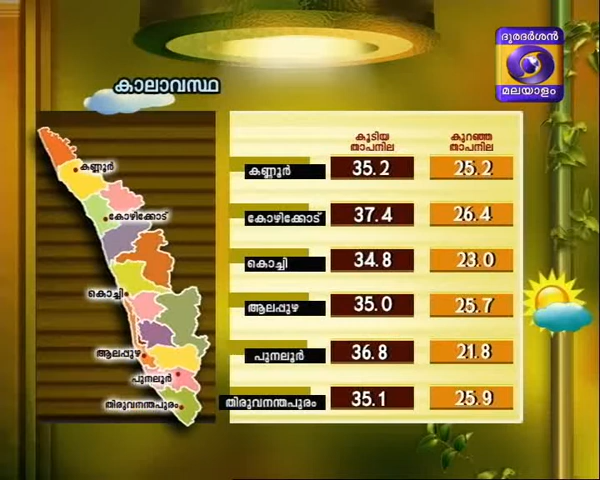 ദൂരദർശൻ
മലയാളം
കാലാവസ്ഥ
കൂടിയ താപനില
കുറഞ്ഞ താപനില
കണ്ണൂർ 35.2 25.2
കോഴിക്കോട് 37.4 26.4
കൊച്ചി 34.8 23.0
ആലപ്പുഴ 35.0 25.7
പുനലൂർ 36.8 21.8
തിരുവനന്തപുരം 35.1 25.9
കണ്ണൂർ
കോഴിക്കോട്
കൊച്ചി
ആലപ്പുഴ
പുനലൂർ
തിരുവനന്തപുരം